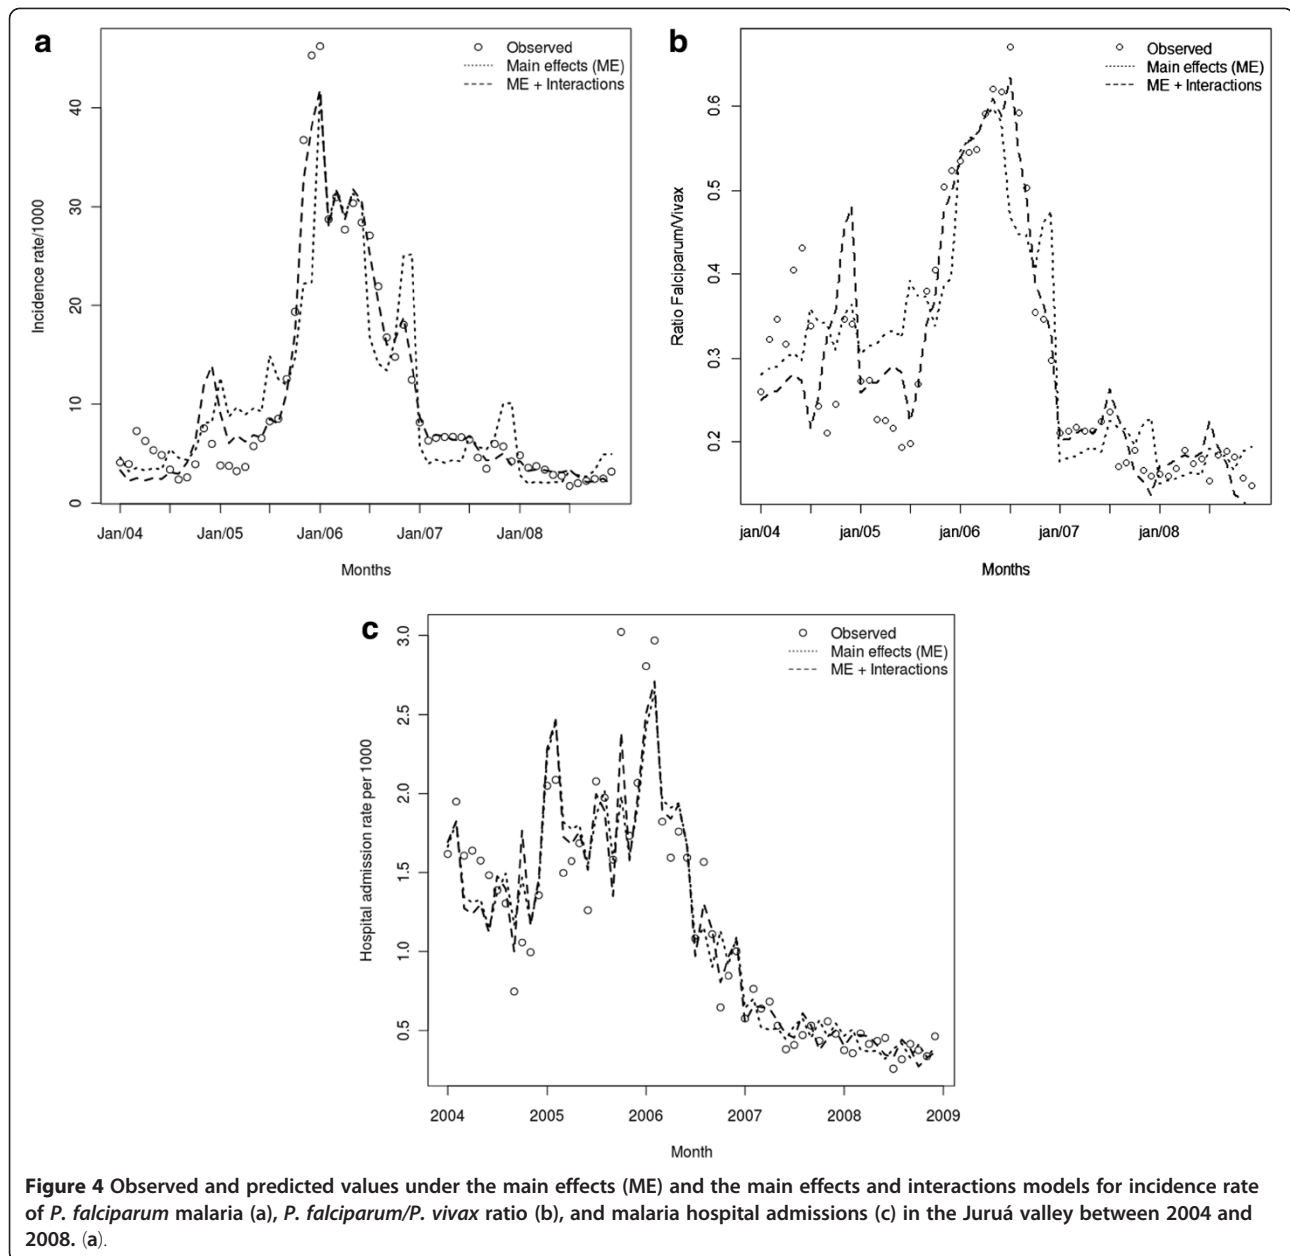 a
Observed
Main effects (ME)
ME + Interactions
Incidence rate/1000
40
30
20
10
0
Jan/04
Jan/05
Jan/06
Jan/07
Jan/08
Months
b
Observed
Main effects (ME)
ME + Interactions
Ratio Falciparum/Vivax
0.6
0.5
0.4
0.3
0.2
jan/04
jan/05
jan/06
jan/07
jan/08
Months
c
Observed
Main effects (ME)
ME + Interactions
Hospital admission rate per 1000
3.0
2.5
2.0
1.5
1.0
0.5
2004
2005
2006
2007
2008
2009
Month
Figure 4 Observed and predicted values under the main effects (ME) and the main effects and interactions models for incidence rate
of P. falciparum malaria (a), P. falciparum/P. vivax ratio (b), and malaria hospital admissions (c) in the Juruá valley between 2004 and
2008. (a).